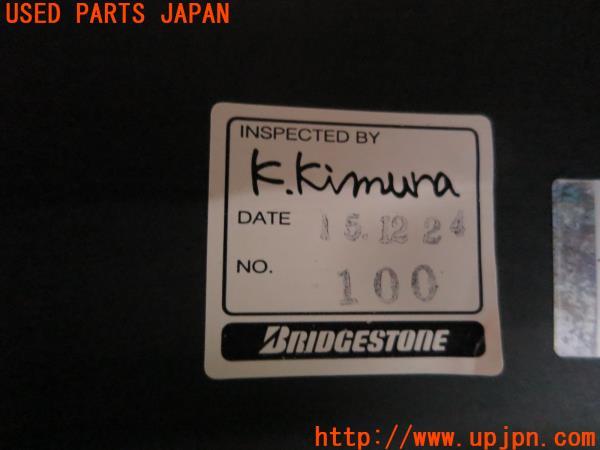 USED PARTS JAPAN
INSPECTED BY
K.Kimura
DATE 15.12 24
NO. 100
BRIDGESTONE
http://www.upjpn.com/